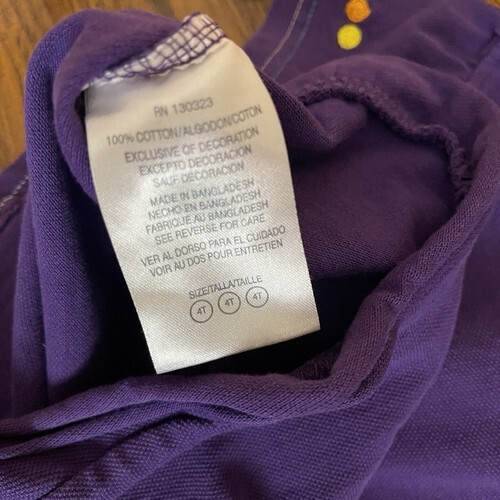 RN 130323
100% COTTON/ALGODON/COTON
EXCLUSIVE OF DECORATION
EXCEPTO DECORACION
SAUF DECORATION
MADE IN BANGLADESH
HECHO EN BANGLADESH
FABRIQUE AU BANGLADESH
SEE REVERSE FOR CARE
VER AL DORSO PARA EL CUIDADO
VOIR AU DOS POUR ENTRETIEN
SIZE/TALLA/TAILLE
4T 4T 4T